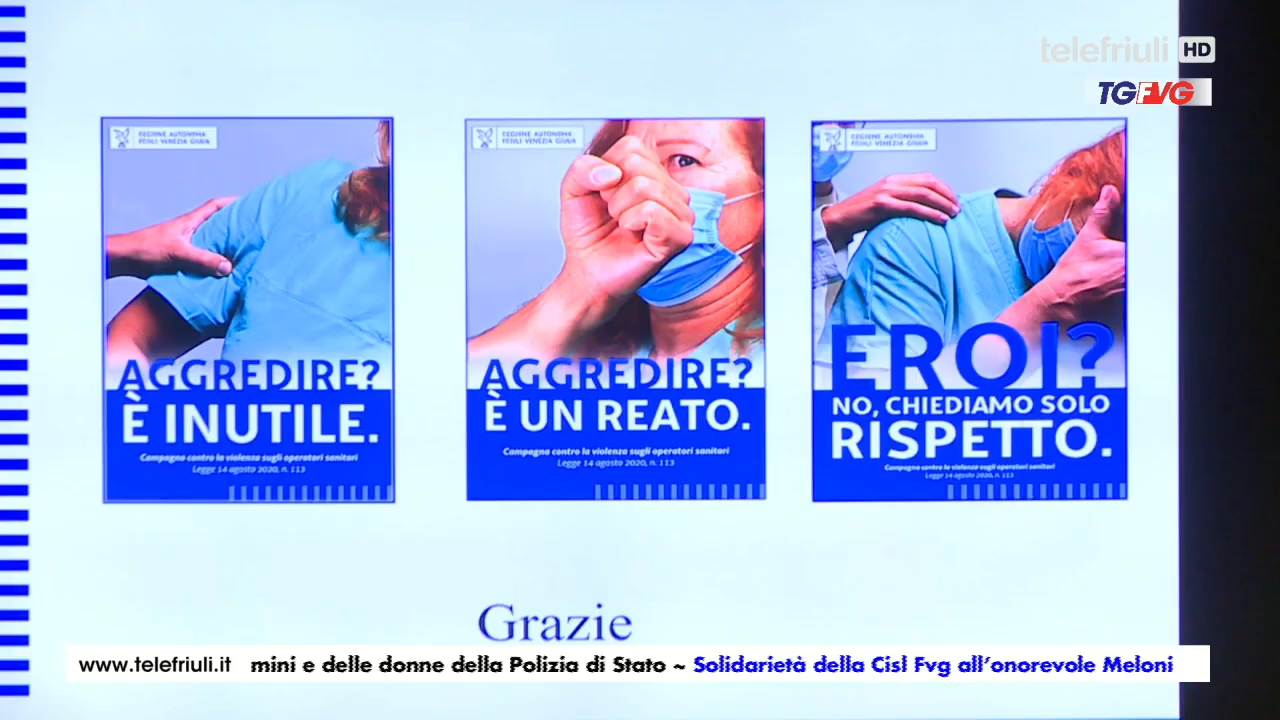 telefriuli HD
TGFVG
REGIONE AUTONOMA
FRIULI VENEZIA GIULIA
AGGREDIRE?
È INUTILE.
Campagna contro la violenza sugli operatori sanitari
Legge 14 agosto 2020, n. 113
REGIONE AUTONOMA
FRIULI VENEZIA GIULIA
AGGREDIRE?
È UN REATO.
Campagna contro la violenza sugli operatori sanitari
Legge 14 agosto 2020, n. 113
REGIONE AUTONOMA
FRIULI VENEZIA GIULIA
EROI?
NO, CHIEDIAMO SOLO
RISPETTO.
Campagna contro la violenza sugli operatori sanitari
Legge 14 agosto 2020, n. 113
Grazie
www.telefriuli.it mini e delle donne della Polizia di Stato ~ Solidarietà della Cisl Fvg all'onorevole Meloni